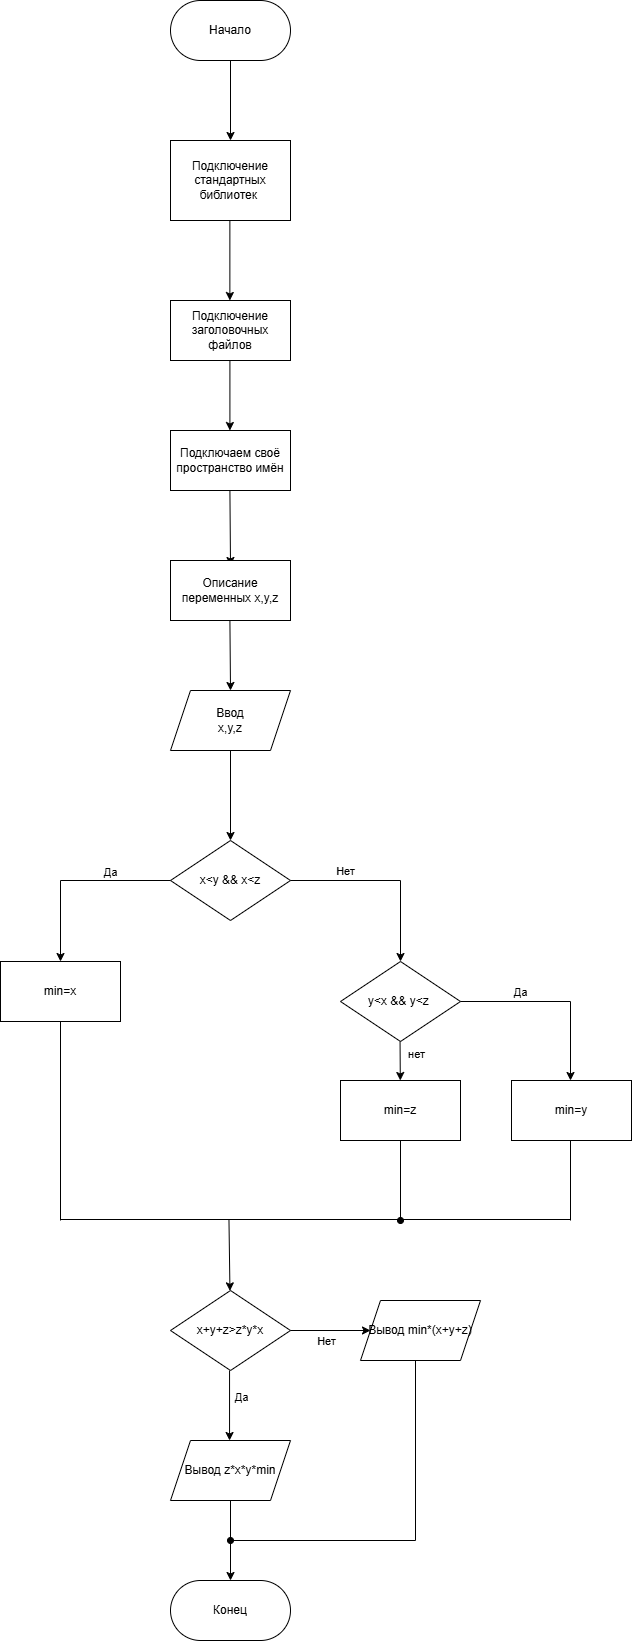 Начало
Подключение
стандартных
библиотек
Подключение
заголовочных
файлов
Подключаем своё
пространство имён
Описание
переменных x,y,z
Ввод
x,y,z
x<y && x<z
Да
Нет
min=x
y<x && y<z
Да
нет
min=z
min=y
x+y+z>z*y*x
Нет
Вывод min*(x+y+z)
Да
Вывод z*x*y*min
Конец